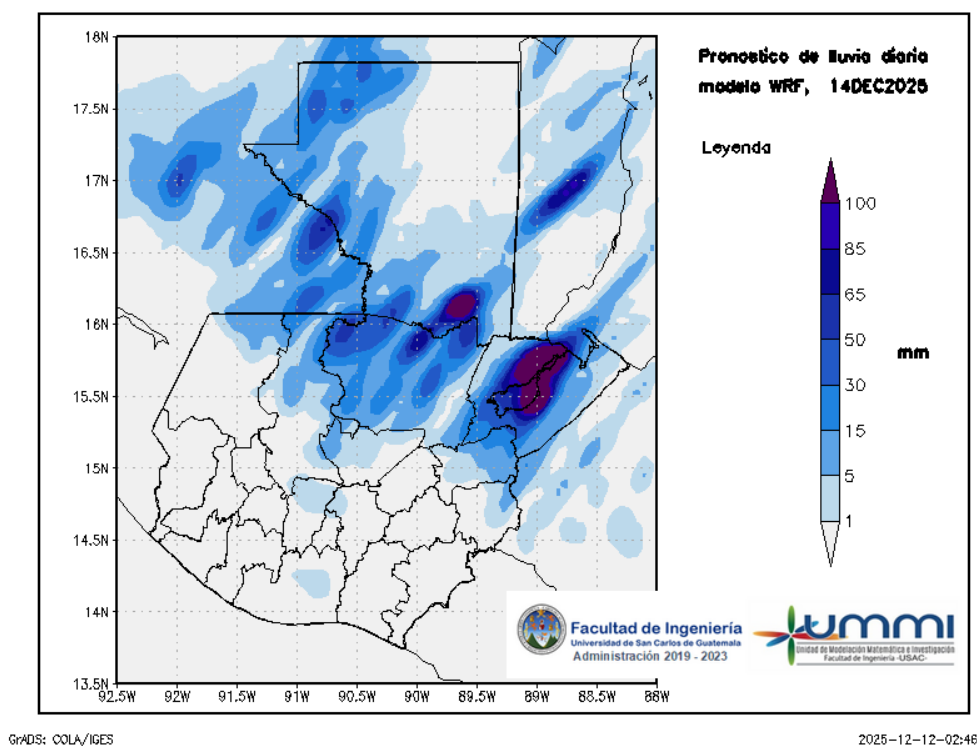 Pronostico de lluvia diaria
modelo WRF, 14DEC2025
Leyenda
100
85
65
50
30
15
5
1
mm
18N
17.5N
17N
16.5N
16N
15.5N
15N
14.5N
14N
13.5N
92.5W
92W
91.5W
91W
90.5W
90W
89.5W
89W
88.5W
88W
Facultad de Ingeniería
Universidad de San Carlos de Guatemala
Administración 2019 - 2023
ummi
Unidad de Modelación Matemática e Investigación
Facultad de Ingeniería -USAC-
GrADS: COLA/IGES
2025-12-12-02:46